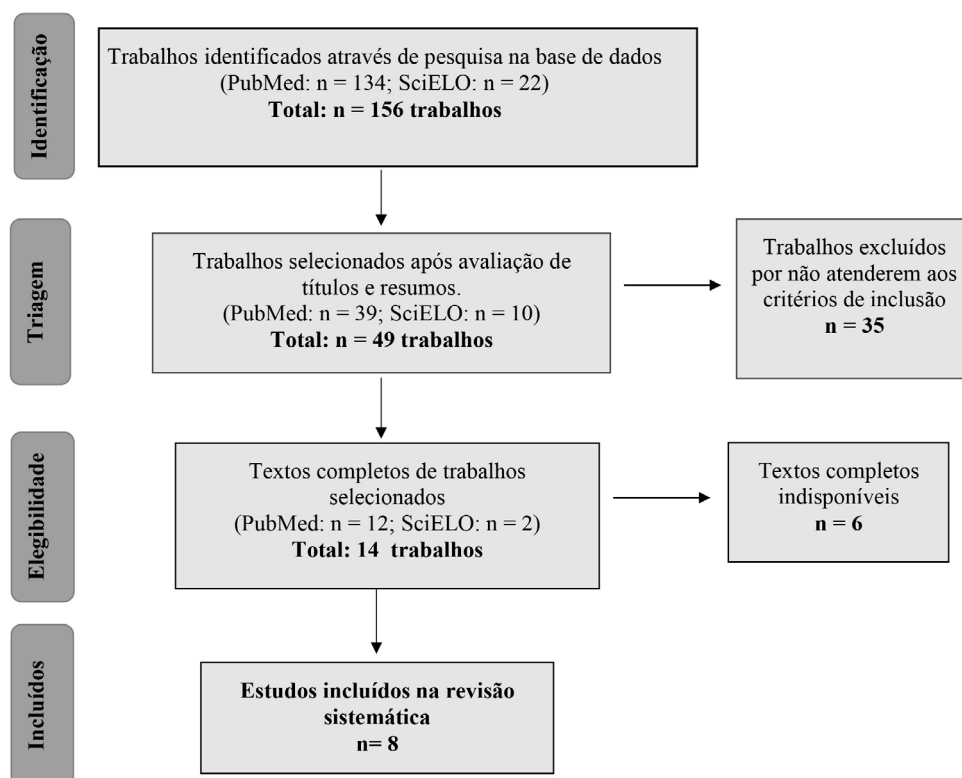 Identificação
Trabalhos identificados através de pesquisa na base de dados
(PubMed: n = 134; SciELO: n = 22)
Total: n = 156 trabalhos
Triagem
Trabalhos selecionados após avaliação de
títulos e resumos.
(PubMed: n = 39; SciELO: n = 10)
Total: n = 49 trabalhos
Trabalhos excluídos
por não atenderem aos
critérios de inclusão
n = 35
Elegibilidade
Textos completos de trabalhos
selecionados
(PubMed: n = 12; SciELO: n = 2)
Total: 14 trabalhos
Textos completos
indisponíveis
n = 6
Incluídos
Estudos incluídos na revisão
sistemática
n= 8